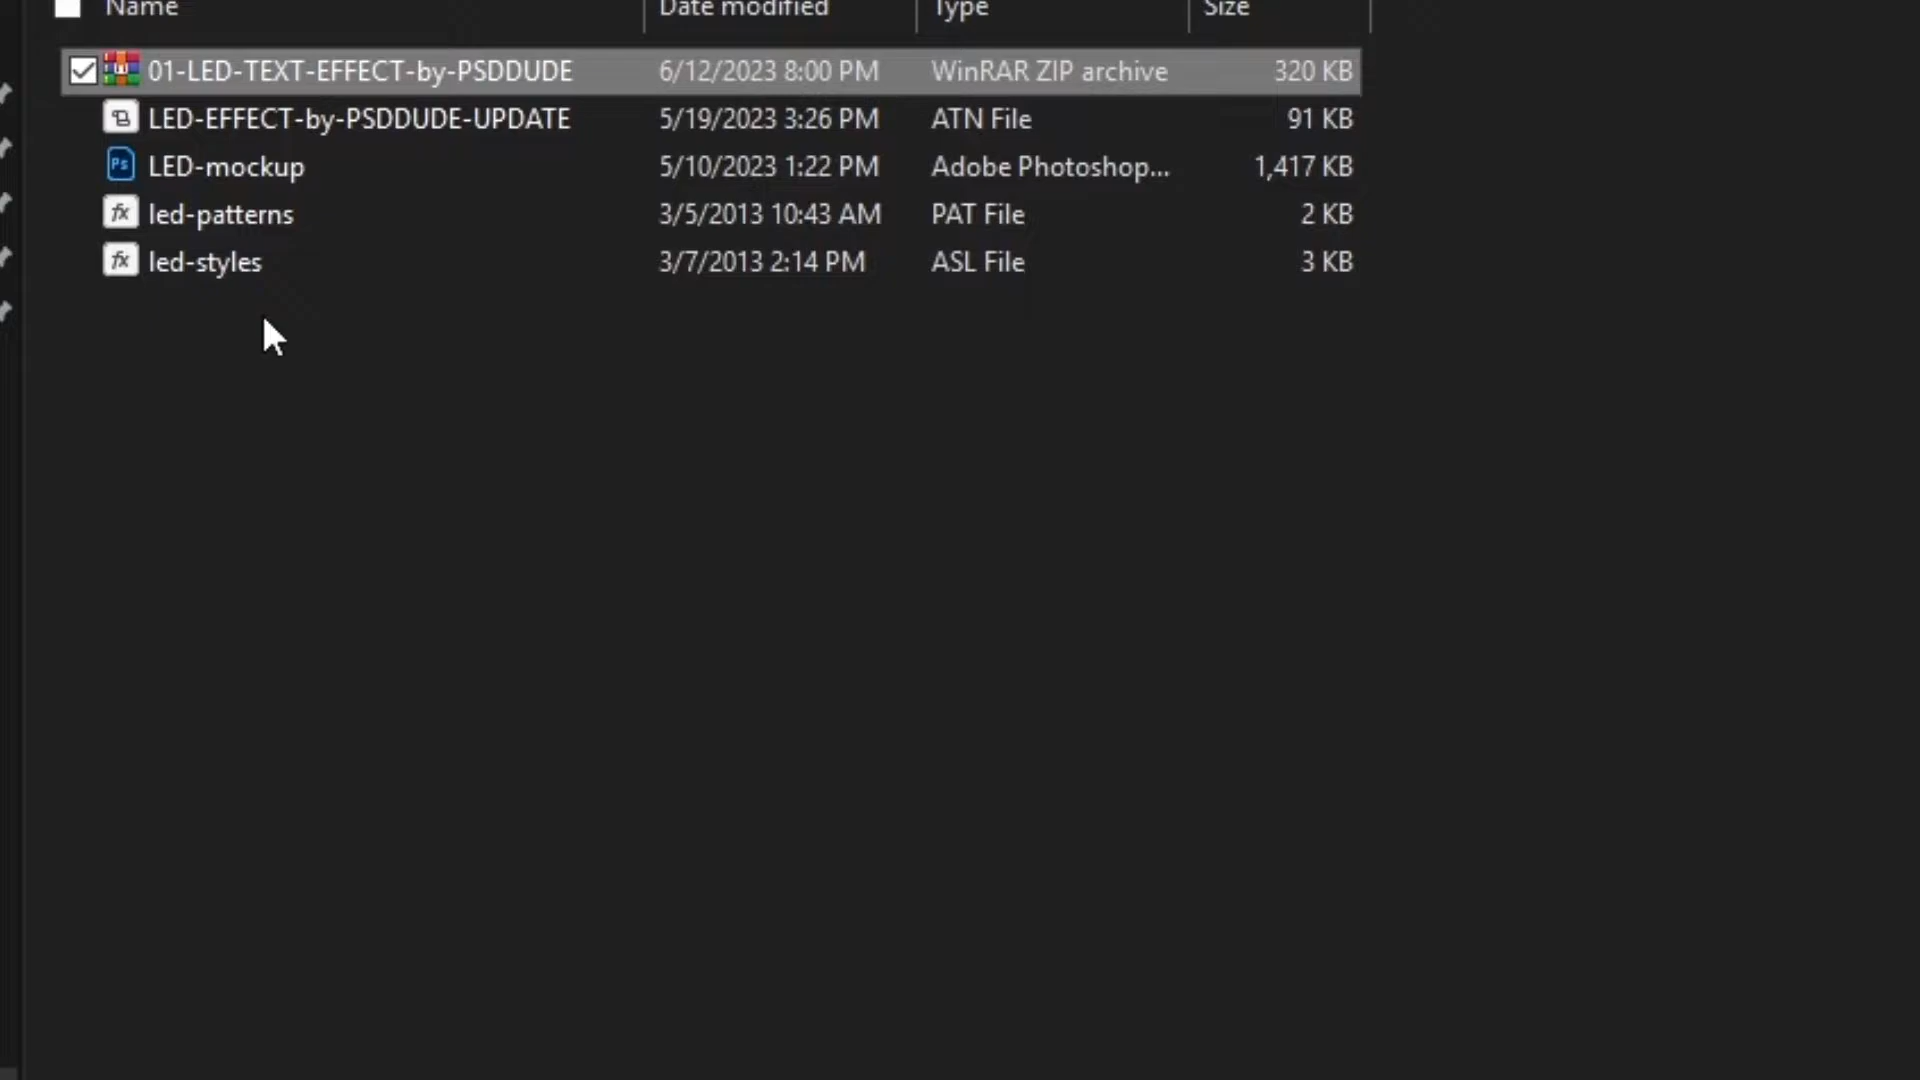 Name Date modified Type Size
01-LED-TEXT-EFFECT-by-PSDDUDE 6/12/2023 8:00 PM WinRAR ZIP archive 320 KB
LED-EFFECT-by-PSDDUDE-UPDATE 5/19/2023 3:26 PM ATN File 91 KB
Ps LED-mockup 5/10/2023 1:22 PM Adobe Photoshop... 1,417 KB
fx led-patterns 3/5/2013 10:43 AM PAT File 2 KB
fx led-styles 3/7/2013 2:14 PM ASL File 3 KB